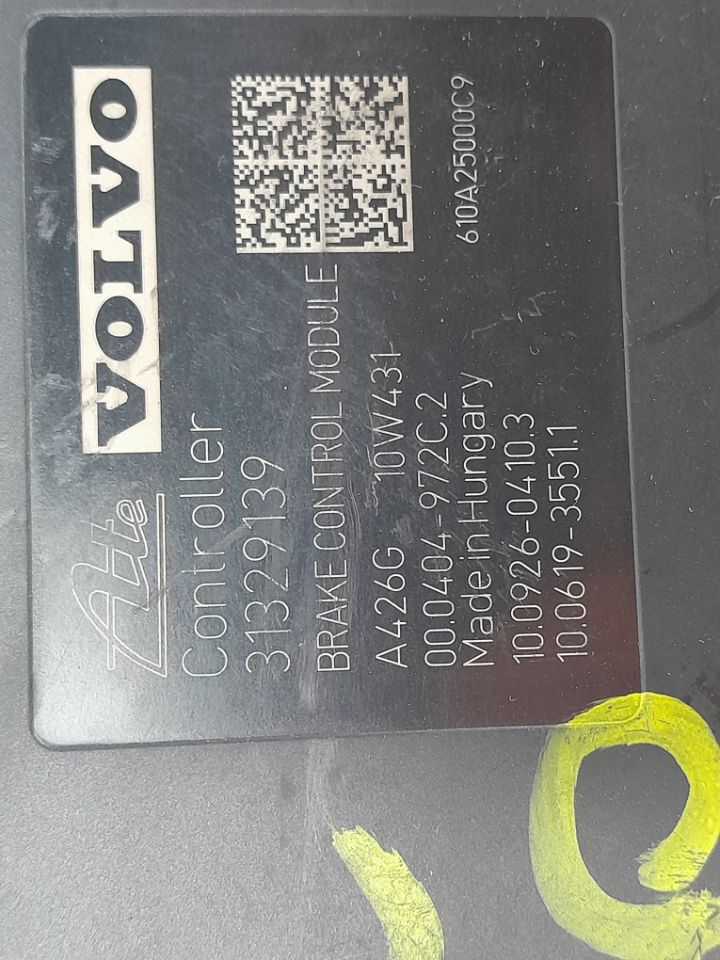 Ate VOLVO
Controller
31329139
BRAKE CONTROL MODULE
A426G 10W431
00.0404-972C.2
Made in Hungary
10.0926-0410.3
10.0619-3551.1
610A25000C9